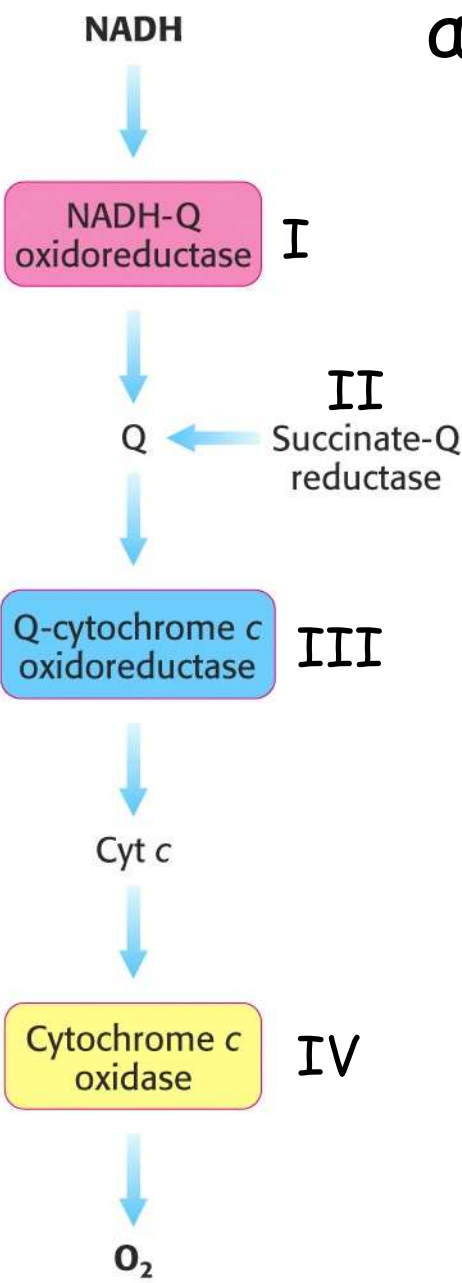 NADH
NADH-Q
oxidoreductase
I
II
Q
Succinate-Q
reductase
Q-cytochrome c
oxidoreductase
III
Cyt c
Cytochrome c
oxidase
IV
O₂